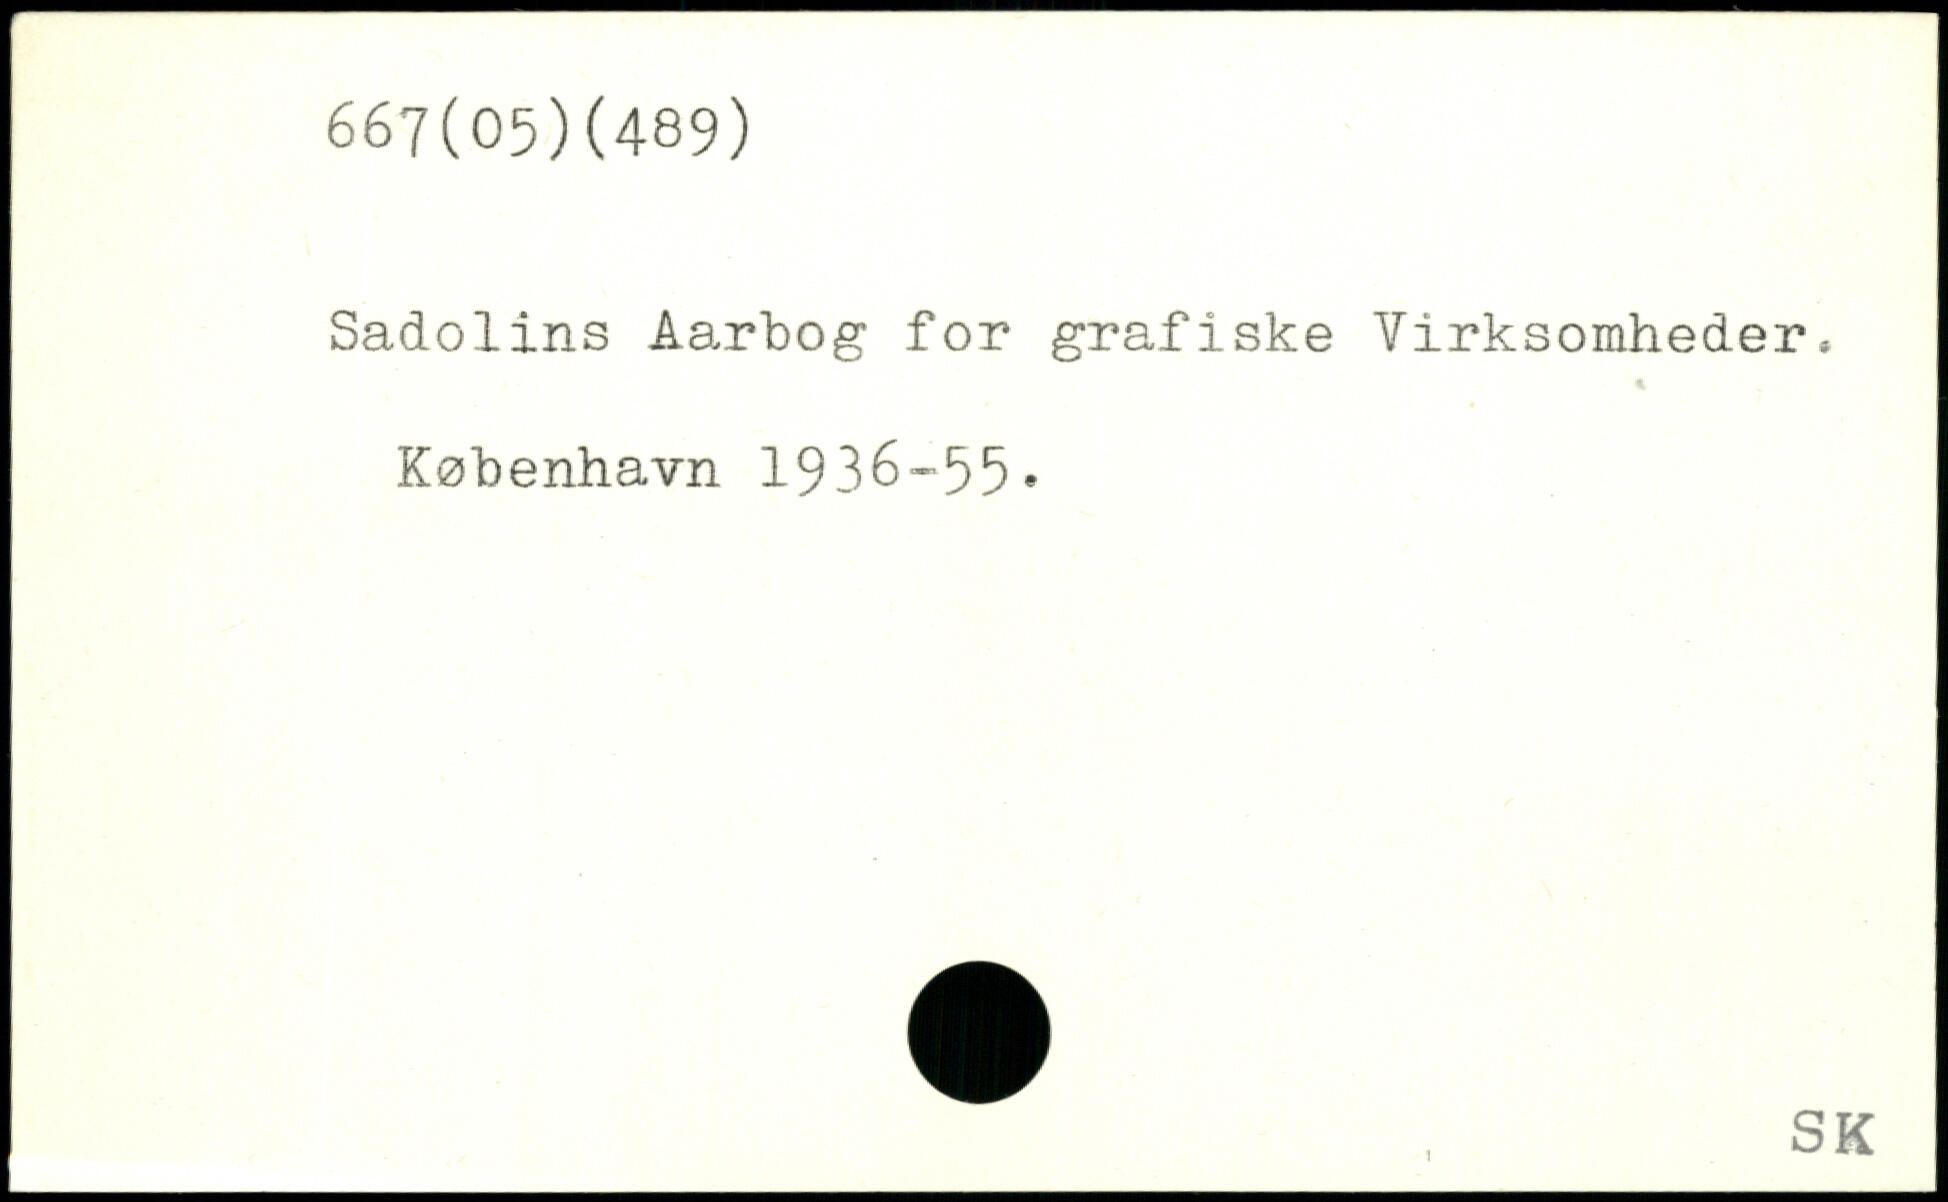 667(05)(489)
Sadolins Aarbog for grafiske Virksomheder.
København 1936-55.
SK